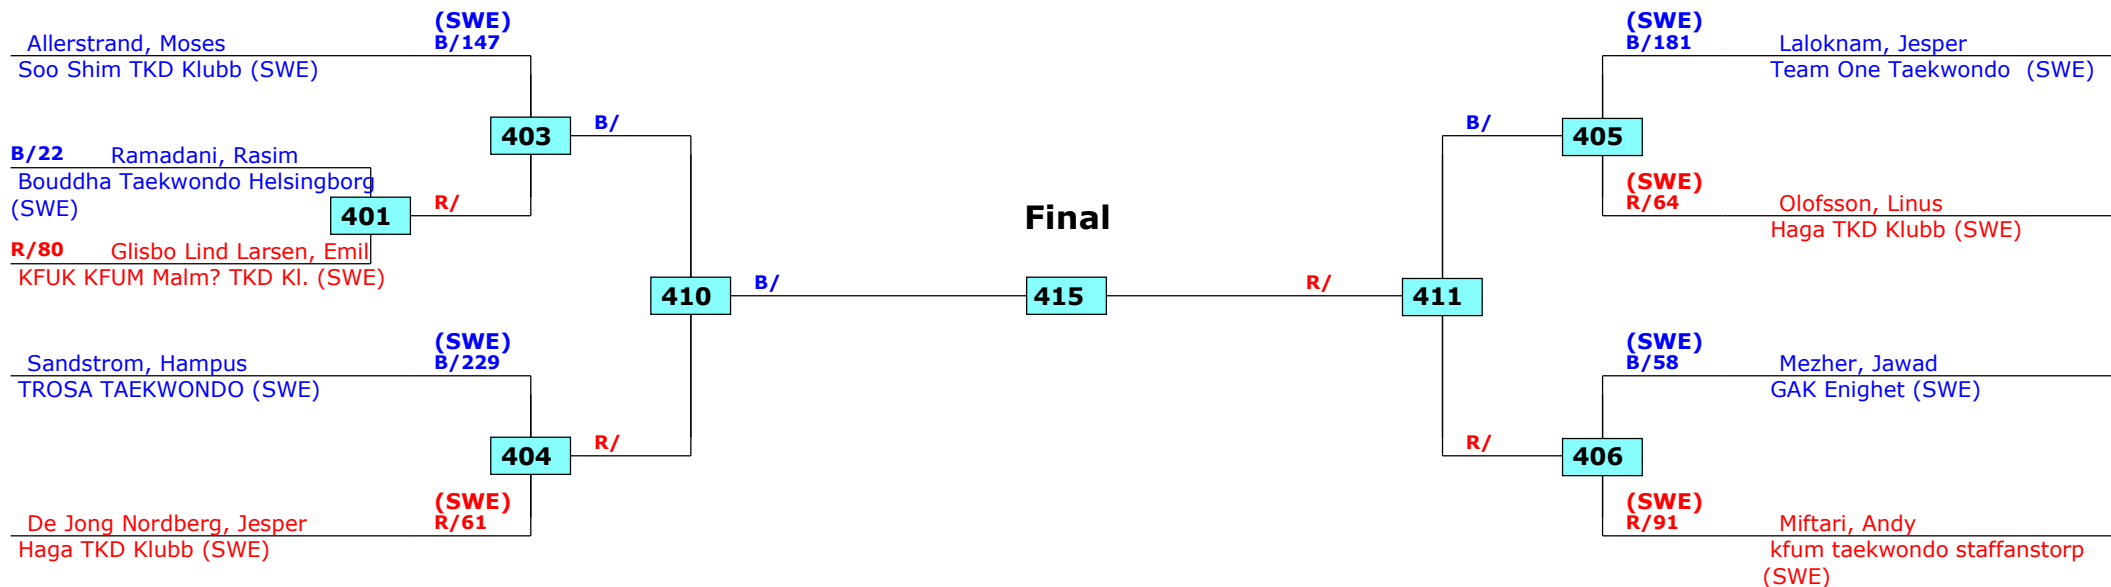 (SWE)
Allerstrand, Moses B/147
Soo Shim TKD Klubb (SWE)
403 B/
B/22 Ramadani, Rasim
Bouddha Taekwondo Helsingborg
(SWE)
401 R/
R/80 Glisbo Lind Larsen, Emil
KFUK KFUM Malm? TKD Kl. (SWE)
410 B/
(SWE)
Sandstrom, Hampus B/229
TROSA TAEKWONDO (SWE)
404 R/
(SWE)
De Jong Nordberg, Jesper R/61
Haga TKD Klubb (SWE)
Final
415
(SWE)
B/181 Laloknam, Jesper
Team One Taekwondo (SWE)
B/ 405
(SWE)
R/64 Olofsson, Linus
Haga TKD Klubb (SWE)
R/ 411
(SWE)
B/58 Mezher, Jawad
GAK Enighet (SWE)
R/ 406
(SWE)
R/91 Miftari, Andy
kfum taekwondo staffanstorp
(SWE)